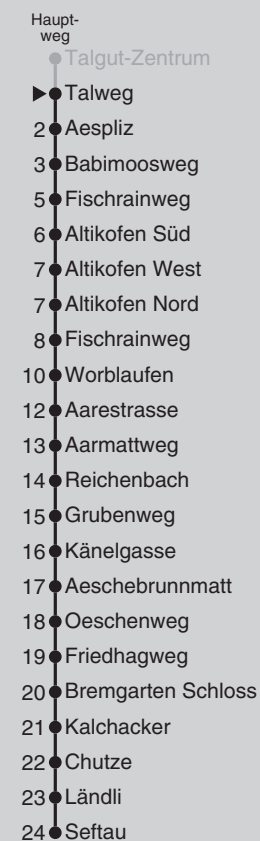 Haupt-
weg
Talgut-Zentrum
Talweg
2 Aespliz
3 Babimoosweg
5 Fischrainweg
6 Altikofen Süd
7 Altikofen West
7 Altikofen Nord
8 Fischrainweg
10 Worblaufen
12 Aarestrasse
13 Aarmattweg
14 Reichenbach
15 Grubenweg
16 Känelgasse
17 Aeschebrunnmatt
18 Oeschenweg
19 Friedhagweg
20 Bremgarten Schloss
21 Kalchacker
22 Chutze
23 Ländli
24 Seftau